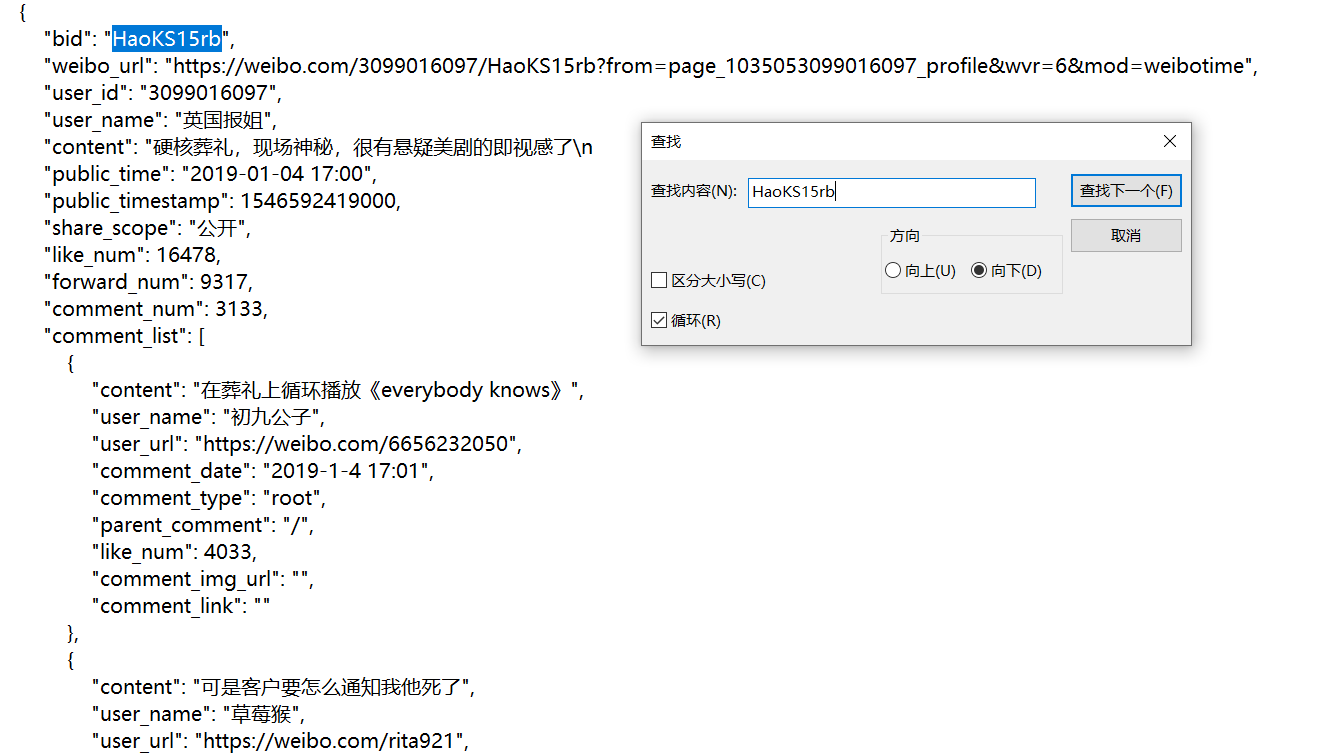 {
"bid": "HaoKS15rb",
"weibo_url": "https://weibo.com/3099016097/HaoKS15rb?from=page_1035053099016097_profile&wvr=6&mod=weibotime",
"user_id": "3099016097",
"user_name": "英国报姐",
"content": "硬核葬礼，现场神秘，很有悬疑美剧的即视感了\n
"public_time": "2019-01-04 17:00",
"public_timestamp": 1546592419000,
"share_scope": "公开",
"like_num": 16478,
"forward_num": 9317,
"comment_num": 3133,
"comment_list": [
{
"content": "在葬礼上循环播放《everybody knows》",
"user_name": "初九公子",
"user_url": "https://weibo.com/6656232050",
"comment_date": "2019-1-4 17:01",
"comment_type": "root",
"parent_comment": "/",
"like_num": 4033,
"comment_img_url": "",
"comment_link": ""
},
{
"content": "可是客户要怎么通知我他死了",
"user_name": "草莓猴",
"user_url": "https://weibo.com/rita921",
查找
查找内容(N): HaoKS15rb 查找下一个(F)
方向 取消
向上(U) 向下(D)
区分大小写(C)
循环(R)